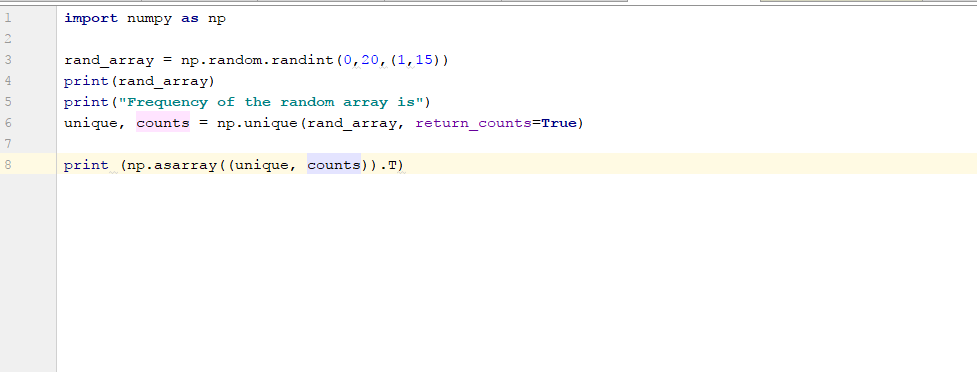 1 import numpy as np
2
3 rand_array = np.random.randint(0,20,(1,15))
4 print(rand_array)
5 print("Frequency of the random array is")
6 unique, counts = np.unique(rand_array, return_counts=True)
7
8 print (np.asarray((unique, counts)).T)